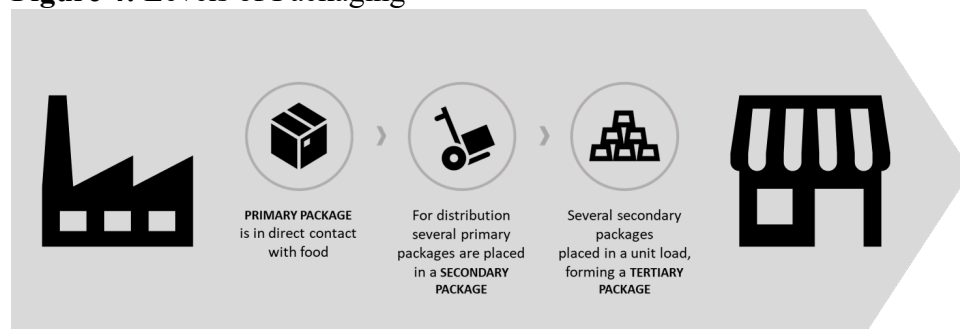 Figure 4. Levels of Packaging
PRIMARY PACKAGE
is in direct contact
with food
For distribution
several primary
packages are placed
in a SECONDARY
PACKAGE
Several secondary
packages
placed in a unit load,
forming a TERTIARY
PACKAGE